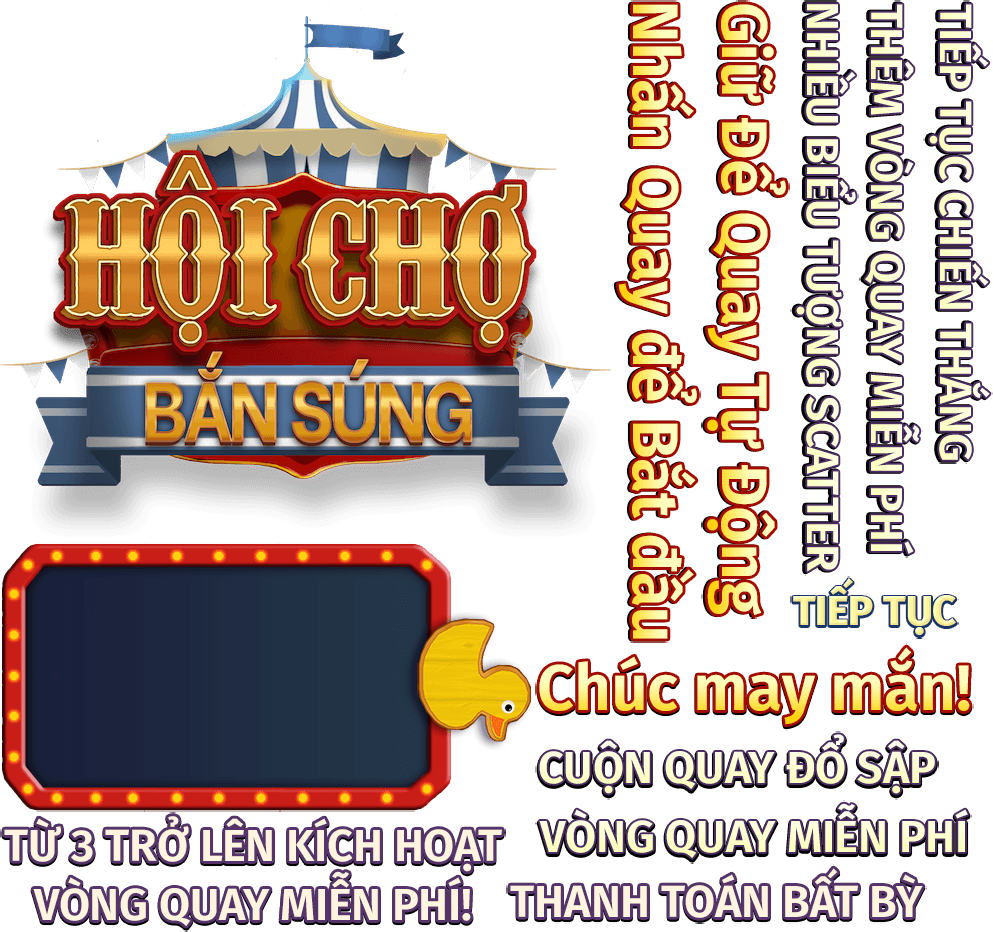 HỘI CHỢ
BẮN SÚNG
Nhấn Quay để Bắt đầu
Giữ Để Quay Tự Động
NHIỀU BIỂU TƯỢNG SCATTER
THÊM VÒNG QUAY MIỄN PHÍ
TIẾP TỤC CHIẾN THẮNG
TIẾP TỤC
Chúc may mắn!
CUỘN QUAY ĐỔ SẬP
VÒNG QUAY MIỄN PHÍ
THANH TOÁN BẤT BỲ
TỪ 3 TRỞ LÊN KÍCH HOẠT
VÒNG QUAY MIỄN PHÍ!